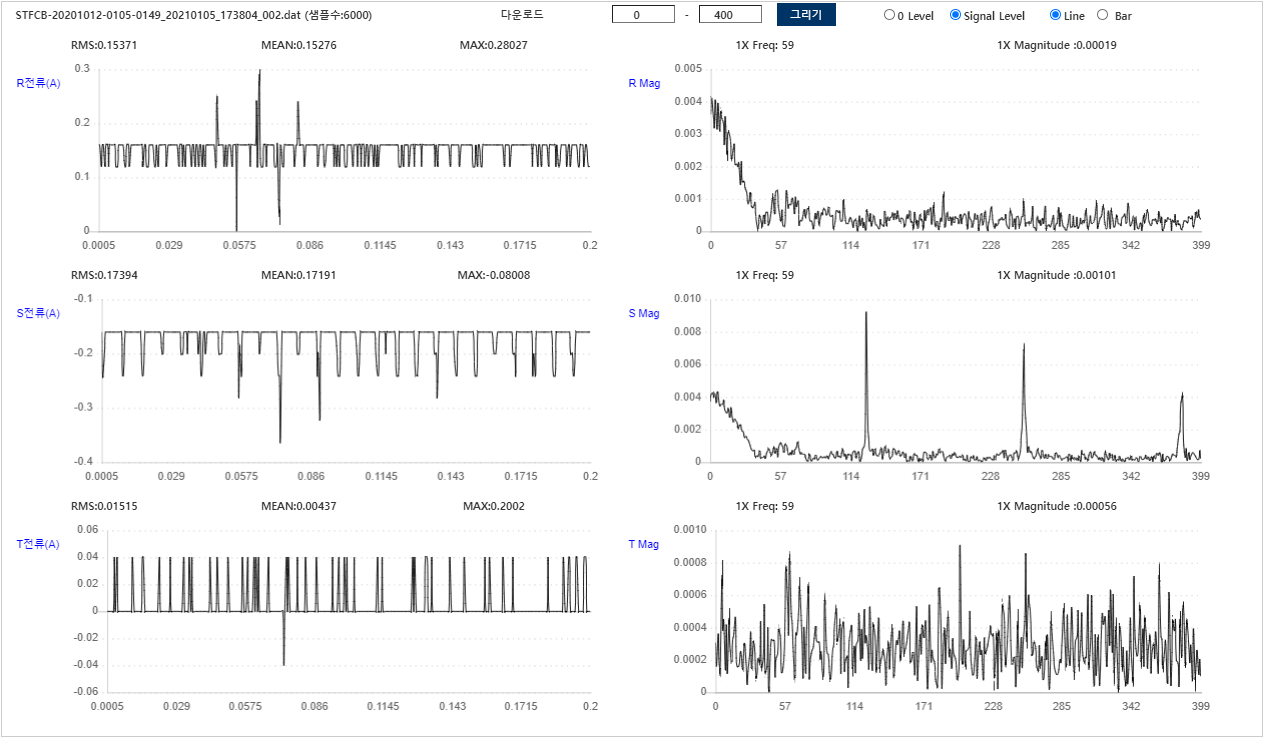 STFCB-20201012-0105-0149_20210105_173804_002.dat (샘플수:6000) 다운로드 0 - 400 그리기 0 Level Signal Level Line Bar
RMS:0.15371 MEAN:0.15276 MAX:0.28027 1X Freq: 59 1X Magnitude :0.00019
R전류(A)
0.3
0.2
0.1
0
0.0005 0.029 0.0575 0.086 0.1145 0.143 0.1715 0.2
R Mag
0.005
0.004
0.003
0.002
0.001
0
0 57 114 171 228 285 342 399
RMS:0.17394 MEAN:0.17191 MAX:-0.08008 1X Freq: 59 1X Magnitude :0.00101
S전류(A)
-0.1
-0.2
-0.3
-0.4
0.0005 0.029 0.0575 0.086 0.1145 0.143 0.1715 0.2
S Mag
0.010
0.008
0.006
0.004
0.002
0
0 57 114 171 228 285 342 399
RMS:0.01515 MEAN:0.00437 MAX:0.2002 1X Freq: 59 1X Magnitude :0.00056
T전류(A)
0.06
0.04
0.02
0
-0.02
-0.04
-0.06
0.0005 0.029 0.0575 0.086 0.1145 0.143 0.1715 0.2
T Mag
0.0010
0.0008
0.0006
0.0004
0.0002
0
0 57 114 171 228 285 342 399